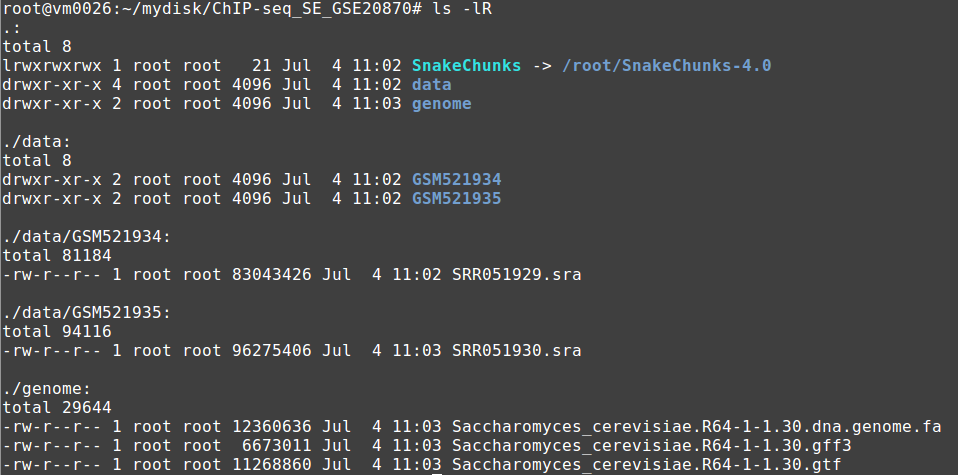 root@vm0026:~/mydisk/ChIP-seq_SE_GSE20870# ls -lR
.:
total 8
lrwxrwxrwx 1 root root   21 Jul  4 11:02 SnakeChunks -> /root/SnakeChunks-4.0
drwxr-xr-x 4 root root 4096 Jul  4 11:02 data
drwxr-xr-x 2 root root 4096 Jul  4 11:03 genome

./data:
total 8
drwxr-xr-x 2 root root 4096 Jul  4 11:02 GSM521934
drwxr-xr-x 2 root root 4096 Jul  4 11:02 GSM521935

./data/GSM521934:
total 81184
-rw-r--r-- 1 root root 83043426 Jul  4 11:02 SRR051929.sra

./data/GSM521935:
total 94116
-rw-r--r-- 1 root root 96275406 Jul  4 11:03 SRR051930.sra

./genome:
total 29644
-rw-r--r-- 1 root root 12360636 Jul  4 11:03 Saccharomyces_cerevisiae.R64-1-1.30.dna.genome.fa
-rw-r--r-- 1 root root  6673011 Jul  4 11:03 Saccharomyces_cerevisiae.R64-1-1.30.gff3
-rw-r--r-- 1 root root 11268860 Jul  4 11:03 Saccharomyces_cerevisiae.R64-1-1.30.gtf